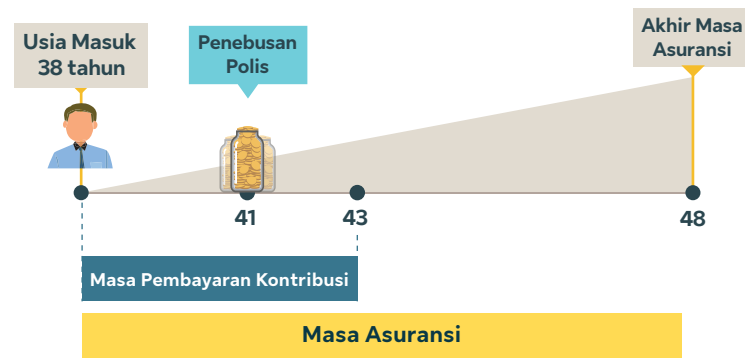 Usia Masuk
38 tahun
Penebusan
Polis
Akhir Masa
Asuransi
41
43
48
Masa Pembayaran Kontribusi
Masa Asuransi